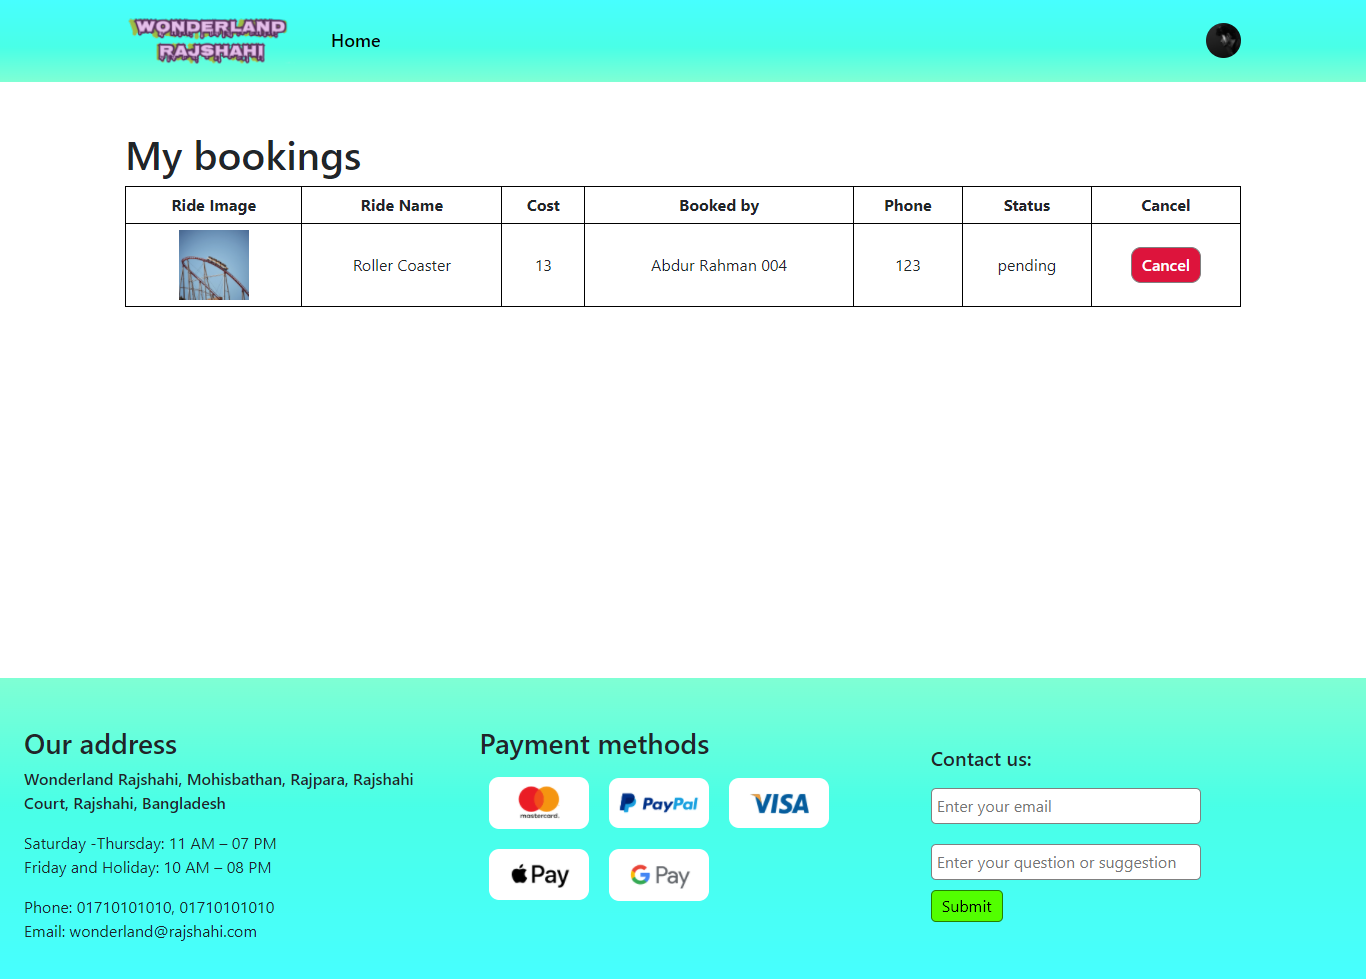 WONDERLAND
RAJSHAHI
Home
My bookings
Ride Image Ride Name Cost Booked by Phone Status Cancel
Roller Coaster 13 Abdur Rahman 004 123 pending Cancel
Our address
Wonderland Rajshahi, Mohisbathan, Rajpara, Rajshahi
Court, Rajshahi, Bangladesh
Saturday -Thursday: 11 AM – 07 PM
Friday and Holiday: 10 AM – 08 PM
Phone: 01710101010, 01710101010
Email: wonderland@rajshahi.com
Payment methods
mastercard.
PayPal
VISA
Pay
G Pay
Contact us:
Enter your email
Enter your question or suggestion
Submit